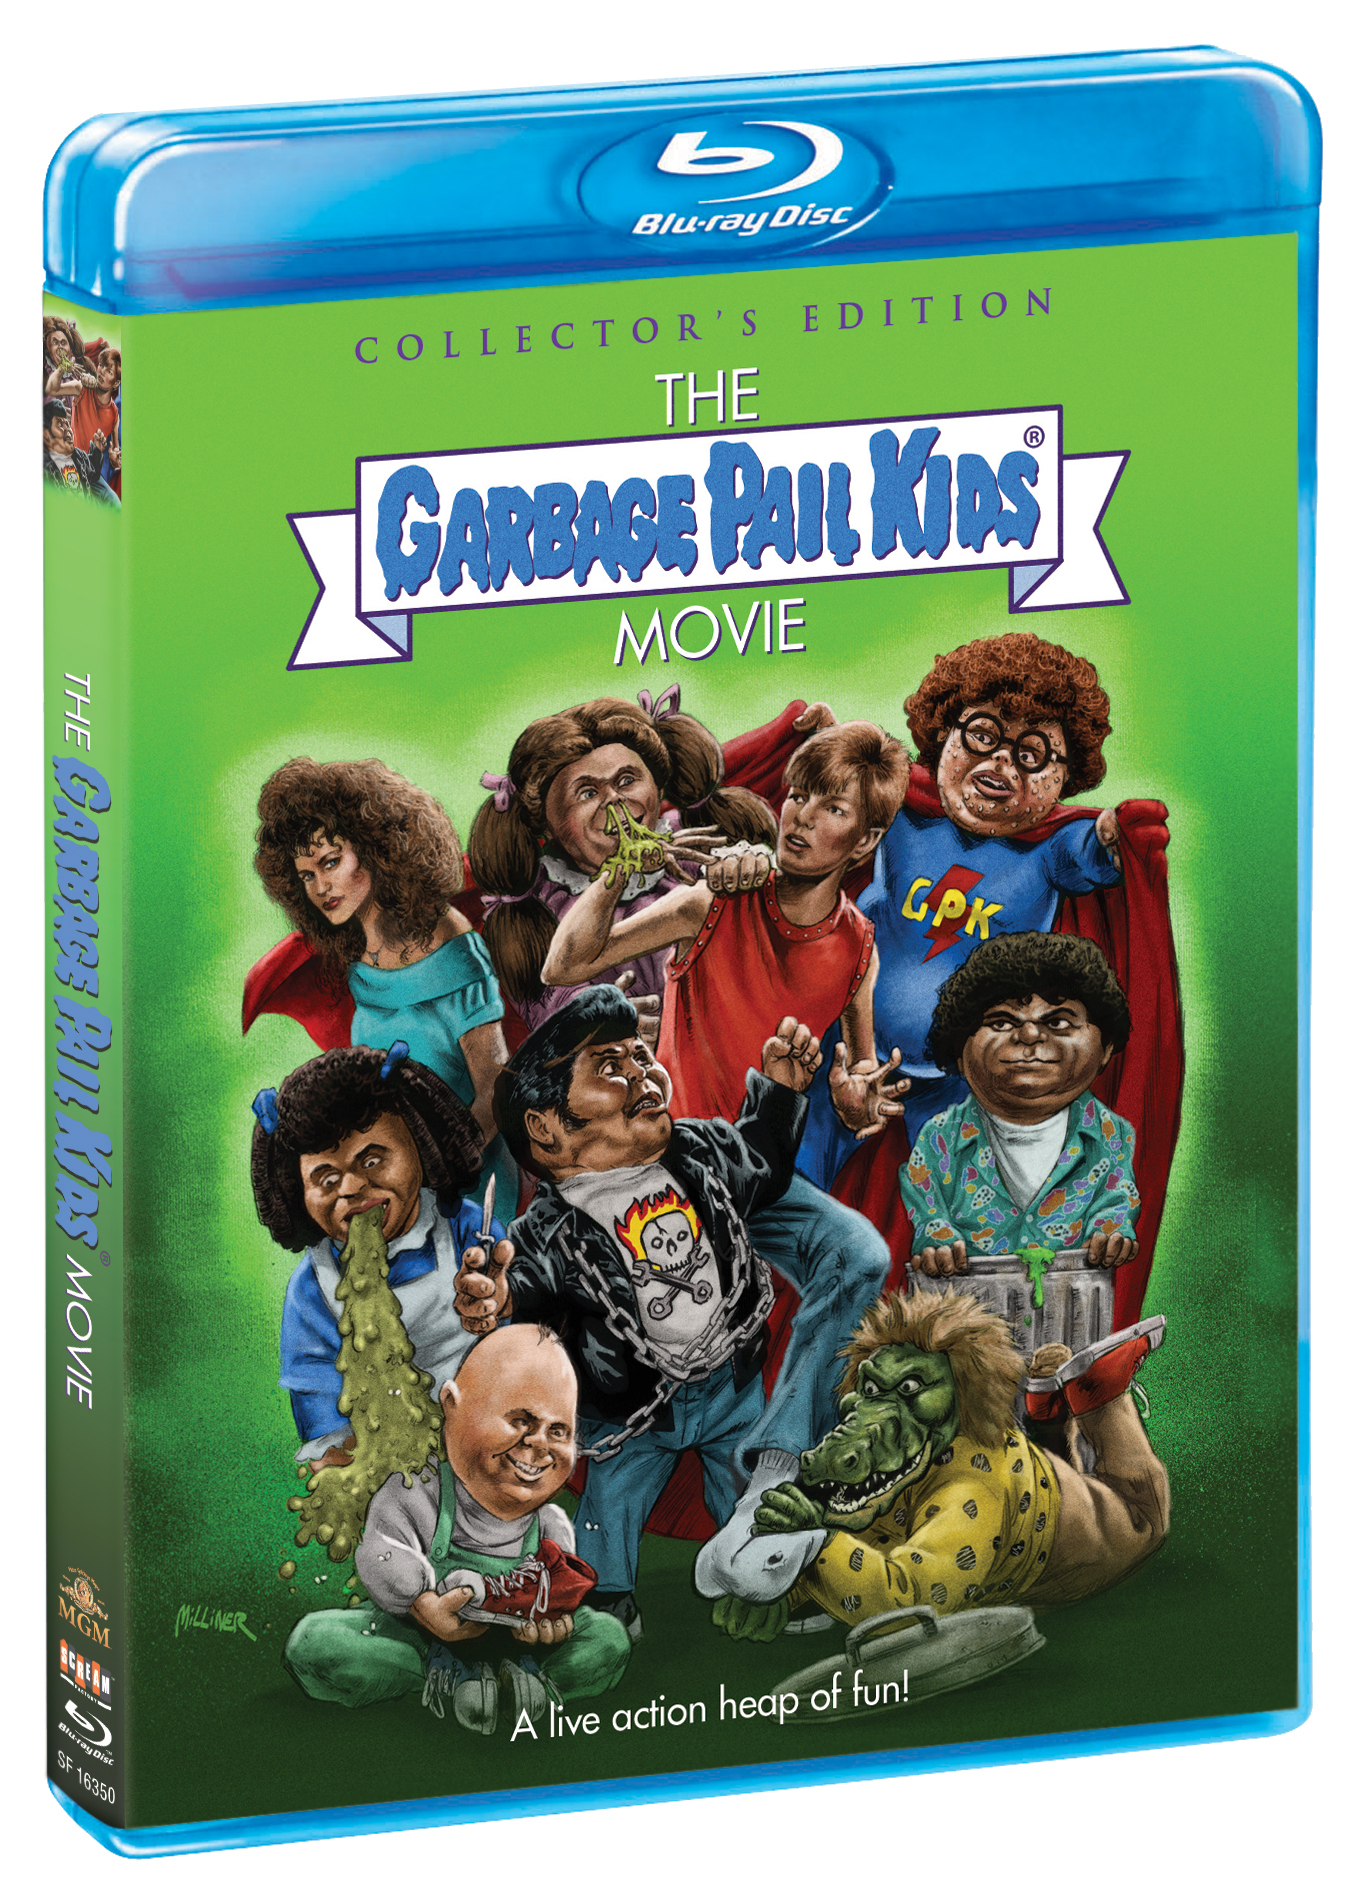 Blu-ray Disc
COLLECTOR'S EDITION
THE
GARBAGE PAIL KIDS®
MOVIE
GPK
MILLINER
A live action heap of fun!
THE GARBAGE PAIL KIDS® MOVIE
MGM
SCREAM
FACTORY
Blu-ray Disc
SF 16350